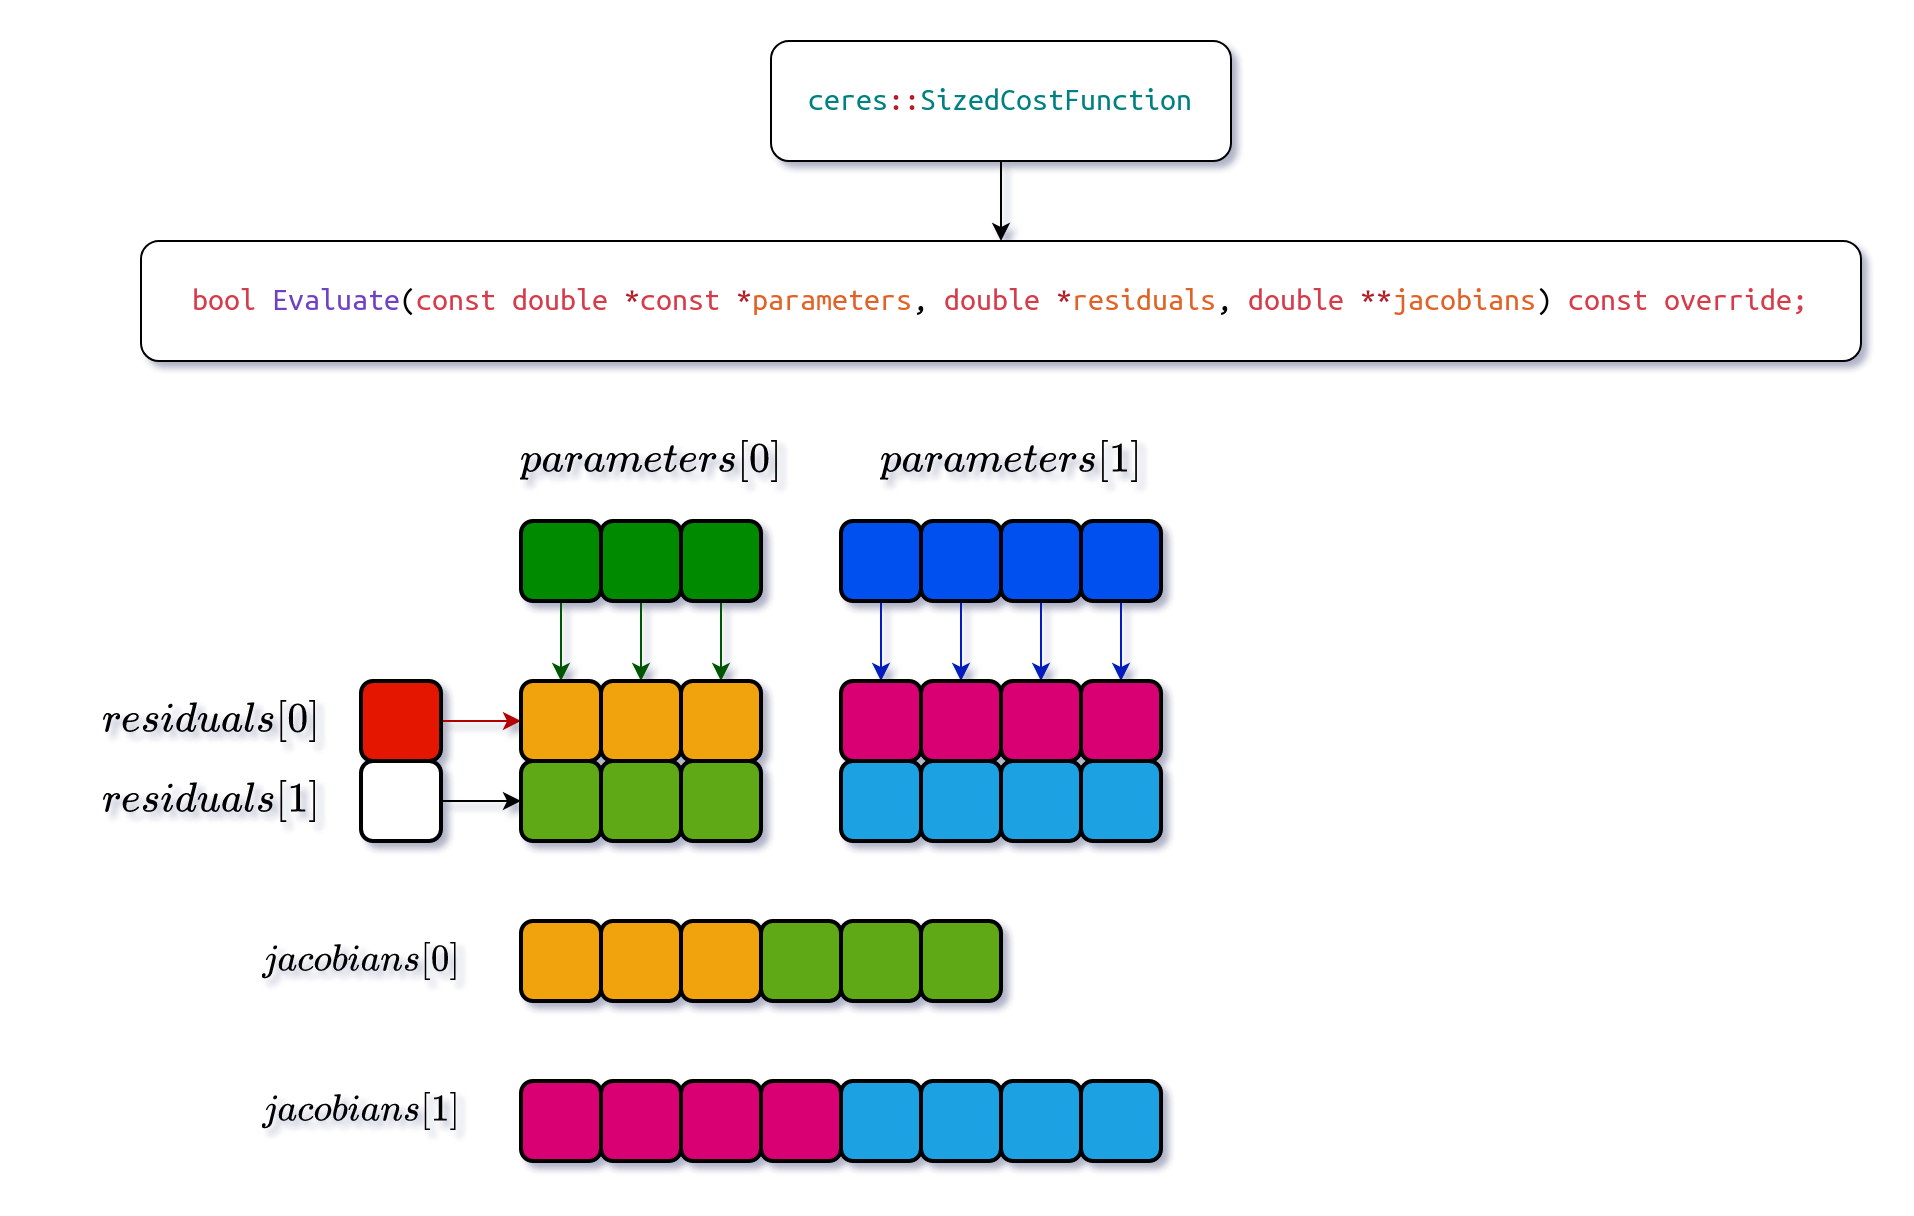 ceres::SizedCostFunction
bool Evaluate(const double *const *parameters, double *residuals, double **jacobians) const override;
parameters[0] parameters[1]
residuals[0]
residuals[1]
jacobians[0]
jacobians[1]